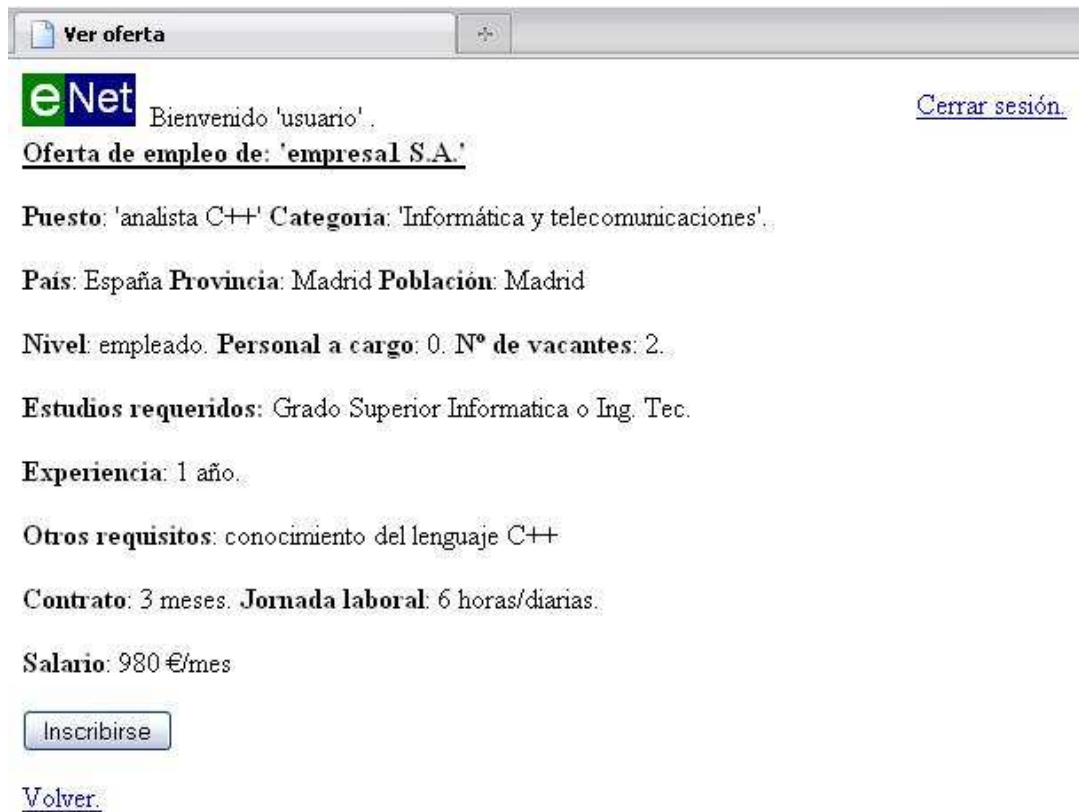 Ver oferta
eNet Bienvenido 'usuario' . Cerrar sesión.
Oferta de empleo de: 'empresa1 S.A.'
Puesto: 'analista C++' Categoría: 'Informática y telecomunicaciones'.
País: España Provincia: Madrid Población: Madrid
Nivel: empleado. Personal a cargo: 0. Nº de vacantes: 2.
Estudios requeridos: Grado Superior Informatica o Ing. Tec.
Experiencia: 1 año.
Otros requisitos: conocimiento del lenguaje C++
Contrato: 3 meses. Jornada laboral: 6 horas/diarias.
Salario: 980 €/mes
Inscribirse
Volver.